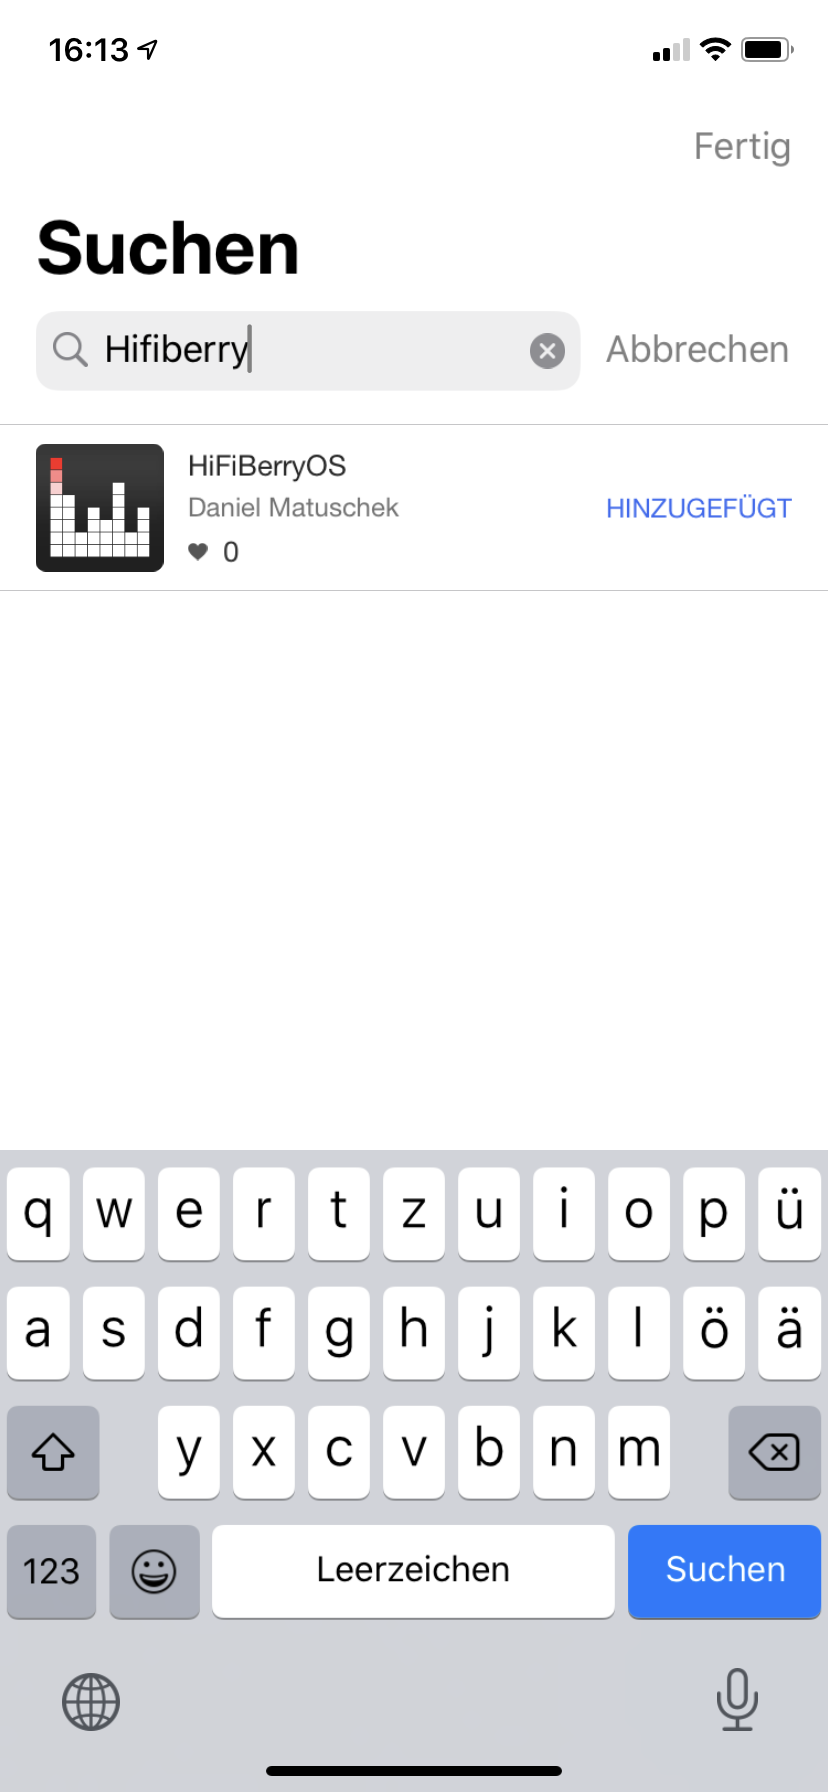 16:13
Fertig
Suchen
Hifiberry
Abbrechen
HiFiBerryOS
Daniel Matuschek
HINZUGEFÜGT
0
q w e r t z u i o p ü
a s d f g h j k l ö ä
y x c v b n m
123
Leerzeichen
Suchen